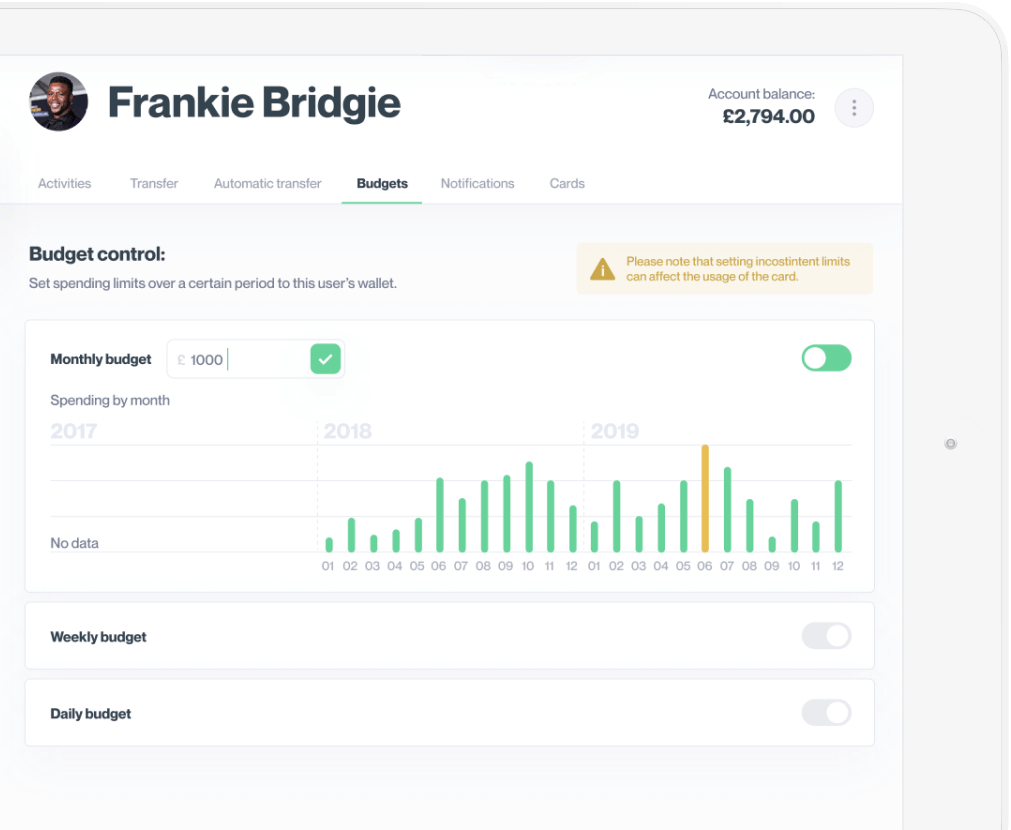 Frankie Bridgie
Account balance:
£2,794.00
Activities Transfer Automatic transfer Budgets Notifications Cards
Budget control:
Set spending limits over a certain period to this user's wallet.
Please note that setting incostintent limits
can affect the usage of the card.
Monthly budget £ 1000
Spending by month
2017 2018 2019
No data
01 02 03 04 05 06 07 08 09 10 11 12 01 02 03 04 05 06 07 08 09 10 11 12
Weekly budget
Daily budget